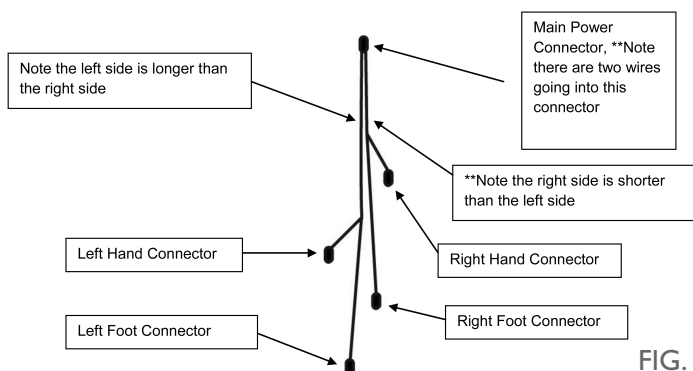 Main Power
Connector, **Note
there are two wires
going into this
connector
Note the left side is longer than
the right side
**Note the right side is shorter
than the left side
Left Hand Connector
Right Hand Connector
Left Foot Connector
Right Foot Connector
FIG.